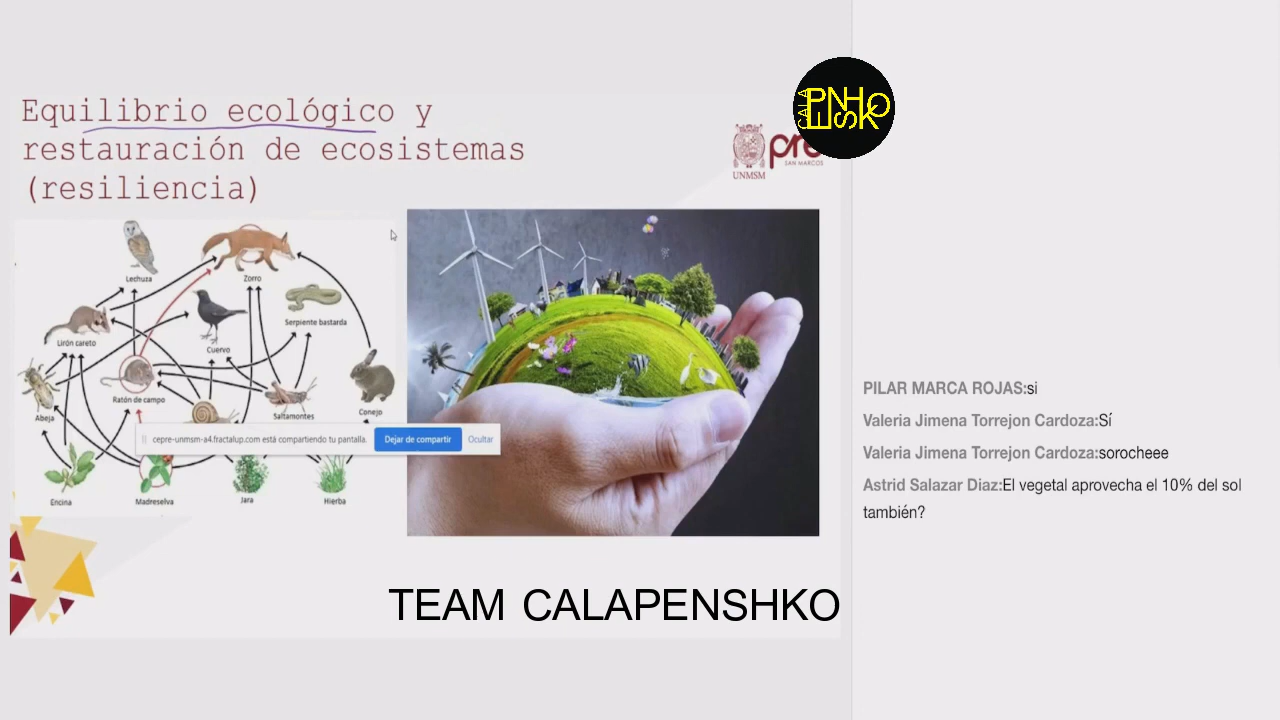 Equilibrio ecológico y
restauración de ecosistemas
(resiliencia)
CALA
PENSHKO
UNMSM
pre
SAN MARCOS
Lechuza
Zorro
Serpiente bastarda
Lirón careto
Cuervo
Abeja
Ratón de campo
Saltamontes
Conejo
cepre-unmsm-a4.fractalup.com está compartiendo tu pantalla.
Dejar de compartir
Ocultar
Encina
Madreselva
Jara
Hierba
TEAM CALAPENSHKO
PILAR MARCA ROJAS:si
Valeria Jimena Torrejon Cardoza:Sí
Valeria Jimena Torrejon Cardoza:sorocheee
Astrid Salazar Diaz:El vegetal aprovecha el 10% del sol
también?